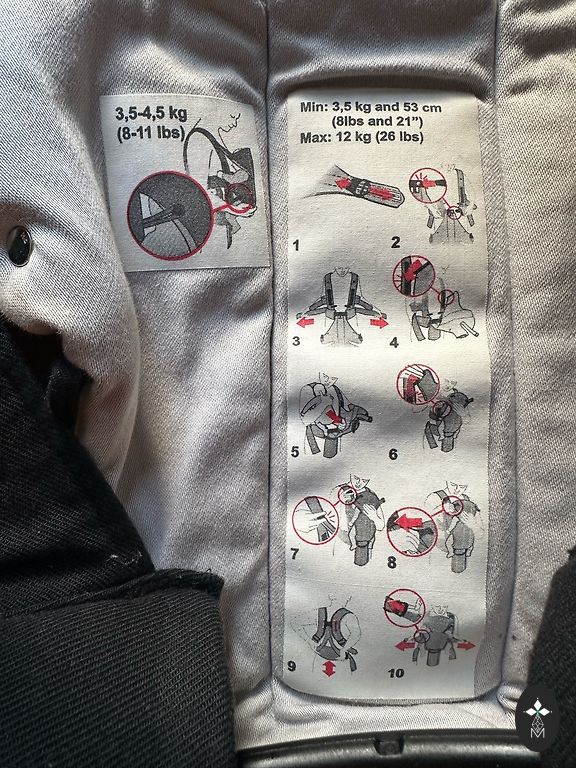 3,5-4,5 kg
(8-11 lbs)
Min: 3,5 kg and 53 cm
(8lbs and 21”)
Max: 12 kg (26 lbs)
1
2
3
4
5
6
7
8
9
10
M